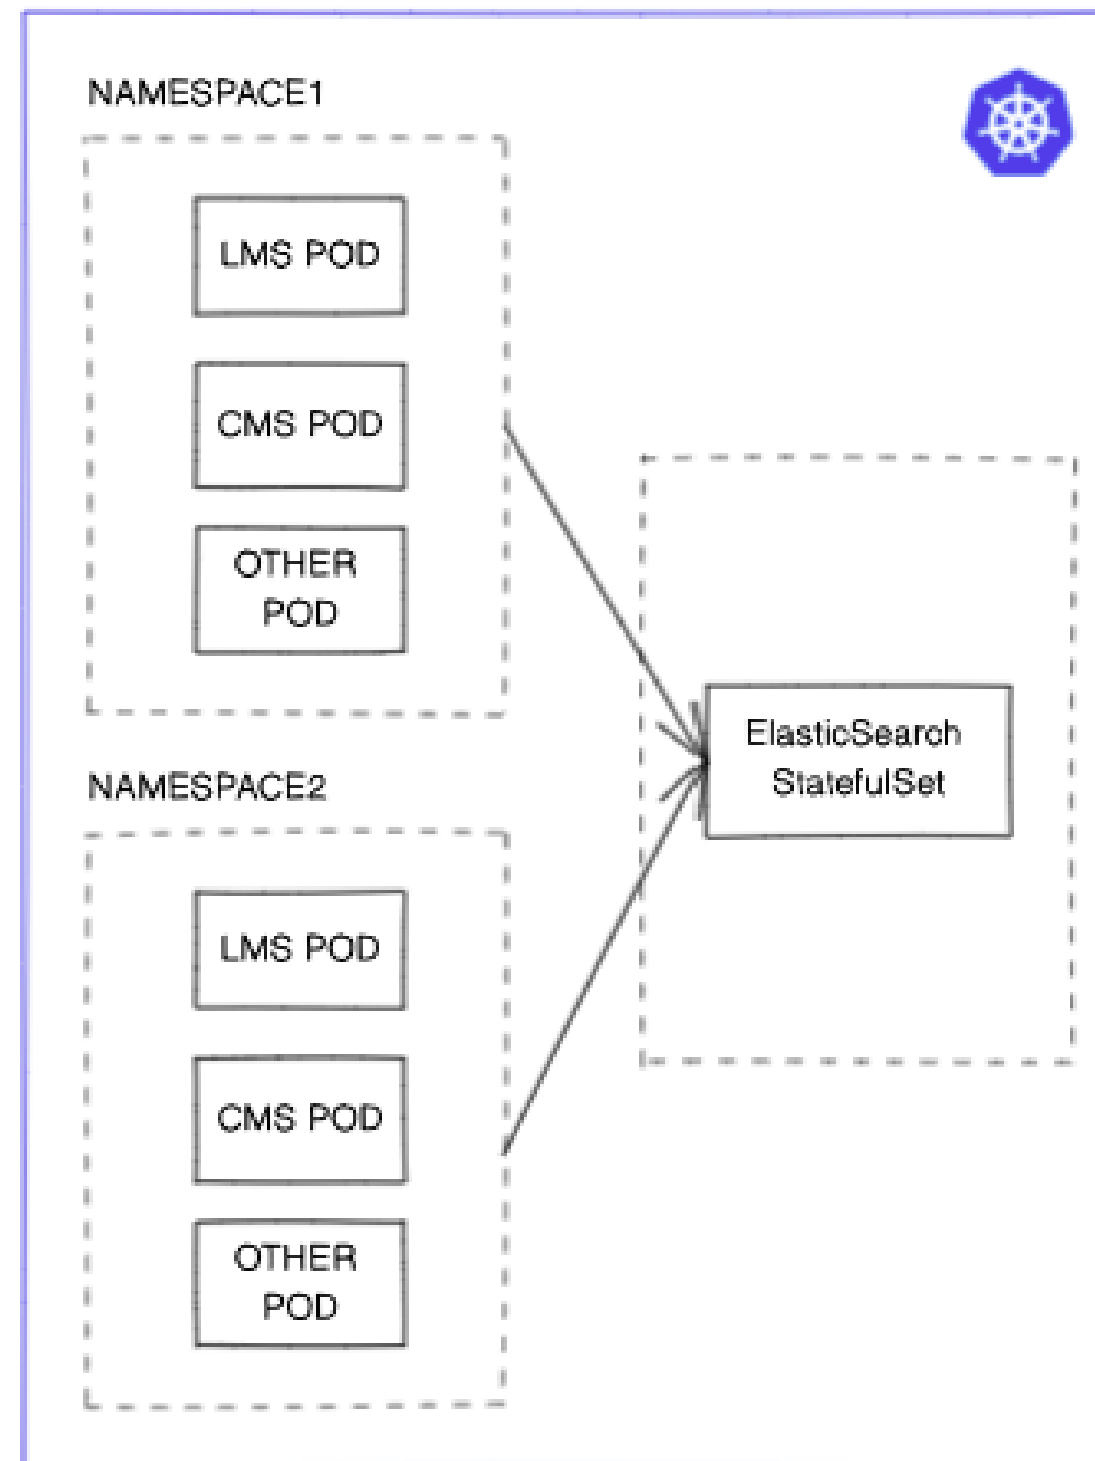 NAMESPACE1
LMS POD
CMS POD
OTHER
POD
ElasticSearch
StatefulSet
NAMESPACE2
LMS POD
CMS POD
OTHER
POD